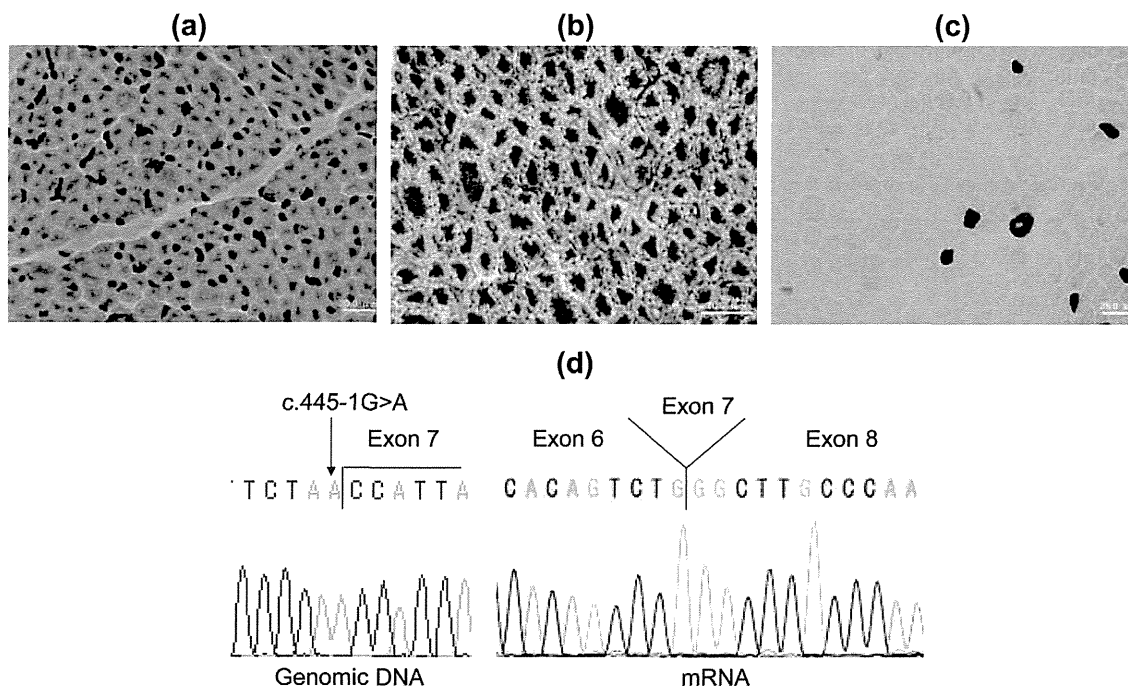 (a)
(b)
(c)
(d)
c.445-1G>A
Exon 7
TCTAACCATTA
Genomic DNA
Exon 7
Exon 6
Exon 8
CACAGTCTGGGCTTGCCCAA
mRNA